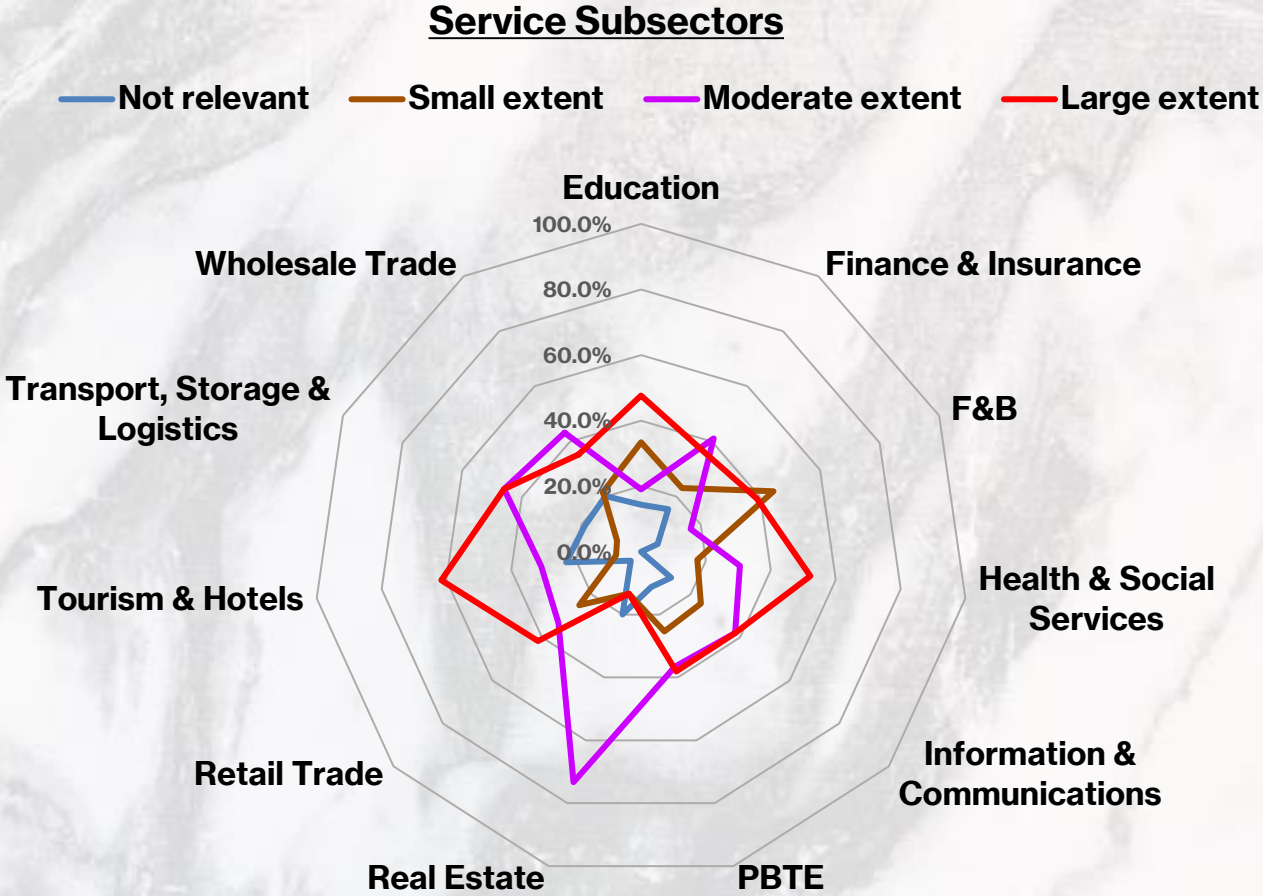 Service Subsectors
Not relevant Small extent Moderate extent Large extent
Education
100.0%
Wholesale Trade
Finance & Insurance
80.0%
60.0%
Transport, Storage &
Logistics
F&B
40.0%
20.0%
0.0%
Tourism & Hotels
Health & Social
Services
Retail Trade
Information &
Communications
Real Estate
PBTE